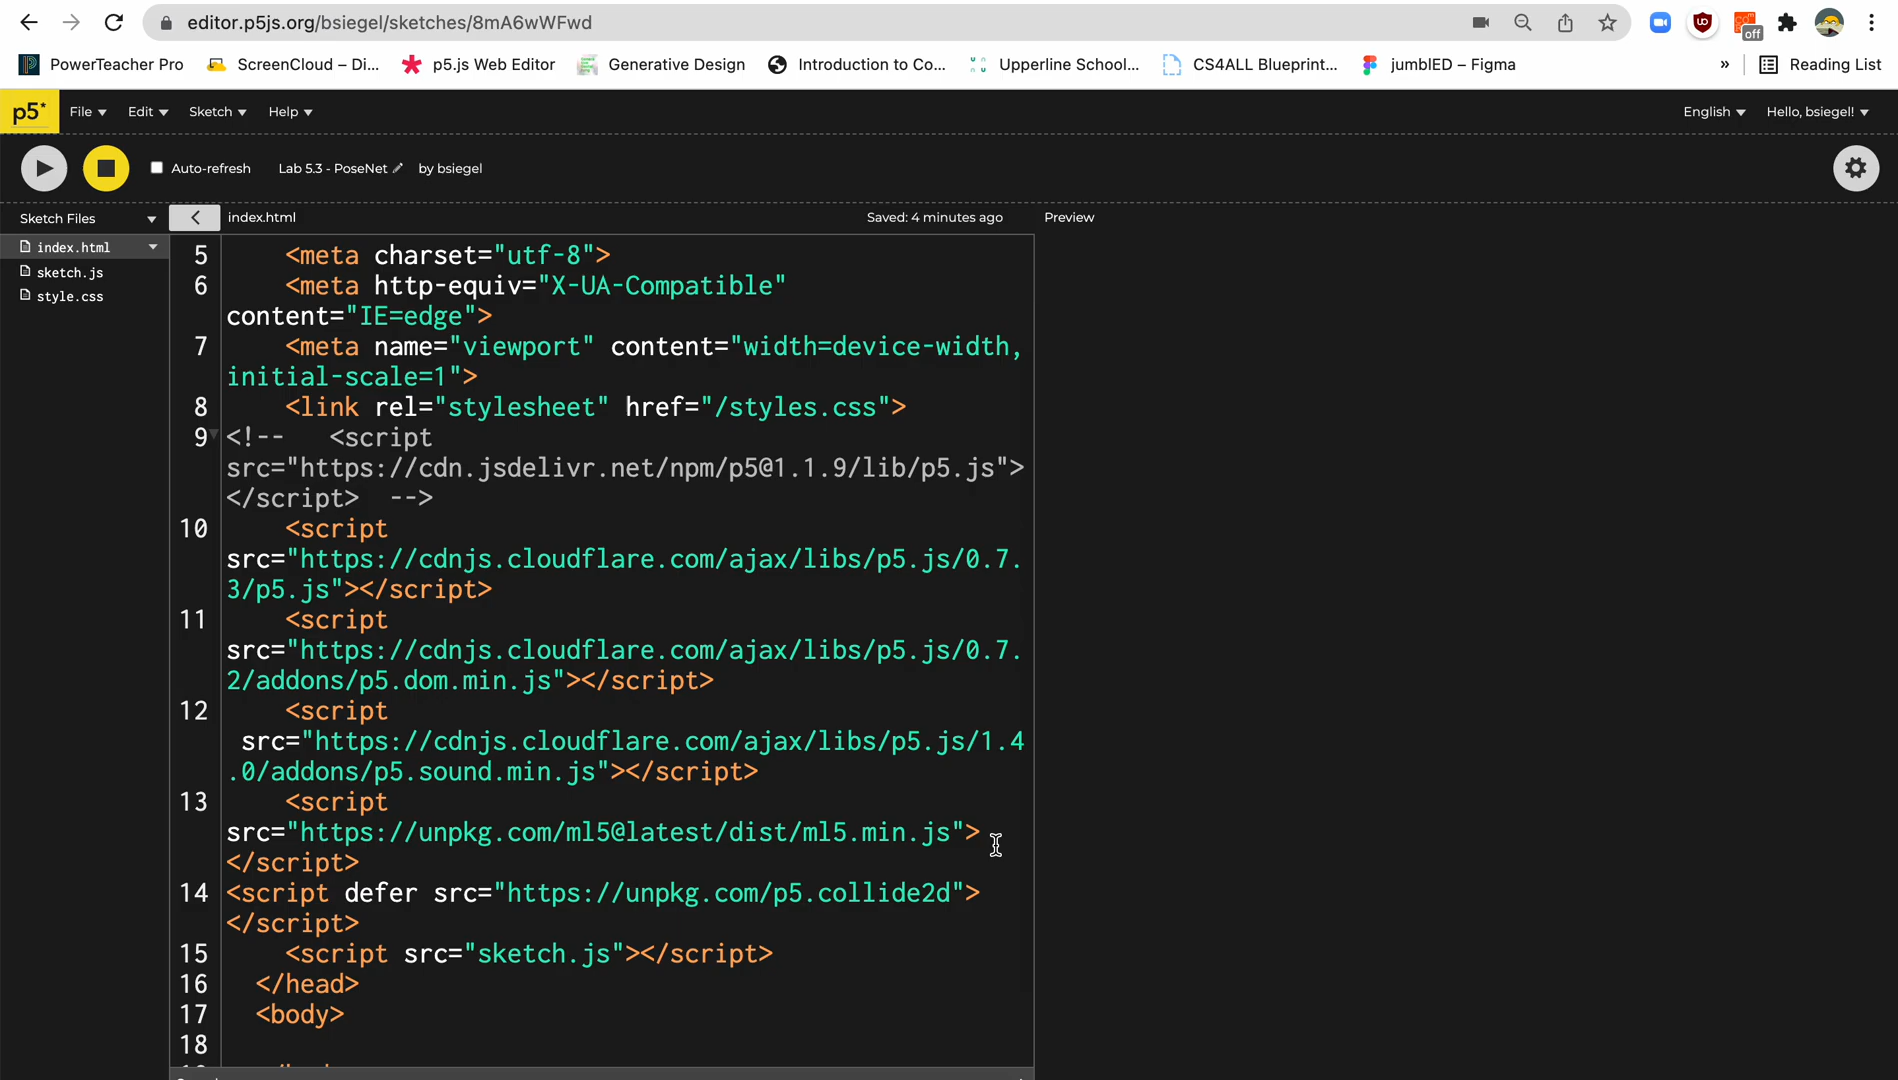 editor.p5js.org/bsiegel/sketches/8mA6wWFwd
off
PowerTeacher Pro
ScreenCloud – Di...
p5.js Web Editor
Generative Design
Introduction to Co...
Upperline School...
CS4ALL Blueprint...
jumblED – Figma
»
Reading List
p5*
File
Edit
Sketch
Help
English
Hello, bsiegel!
Auto-refresh
Lab 5.3 - PoseNet
by bsiegel
Sketch Files
index.html
Saved: 4 minutes ago
Preview
index.html
sketch.js
style.css
5 <meta charset="utf-8">
6 <meta http-equiv="X-UA-Compatible"
content="IE=edge">
7 <meta name="viewport" content="width=device-width,
initial-scale=1">
8 <link rel="stylesheet" href="/styles.css">
9 <!-- <script
src="https://cdn.jsdelivr.net/npm/p5@1.1.9/lib/p5.js">
</script> -->
10 <script
src="https://cdnjs.cloudflare.com/ajax/libs/p5.js/0.7.
3/p5.js"></script>
11 <script
src="https://cdnjs.cloudflare.com/ajax/libs/p5.js/0.7.
2/addons/p5.dom.min.js"></script>
12 <script
src="https://cdnjs.cloudflare.com/ajax/libs/p5.js/1.4
.0/addons/p5.sound.min.js"></script>
13 <script
src="https://unpkg.com/ml5@latest/dist/ml5.min.js">
</script>
14 <script defer src="https://unpkg.com/p5.collide2d">
</script>
15 <script src="sketch.js"></script>
16 </head>
17 <body>
18